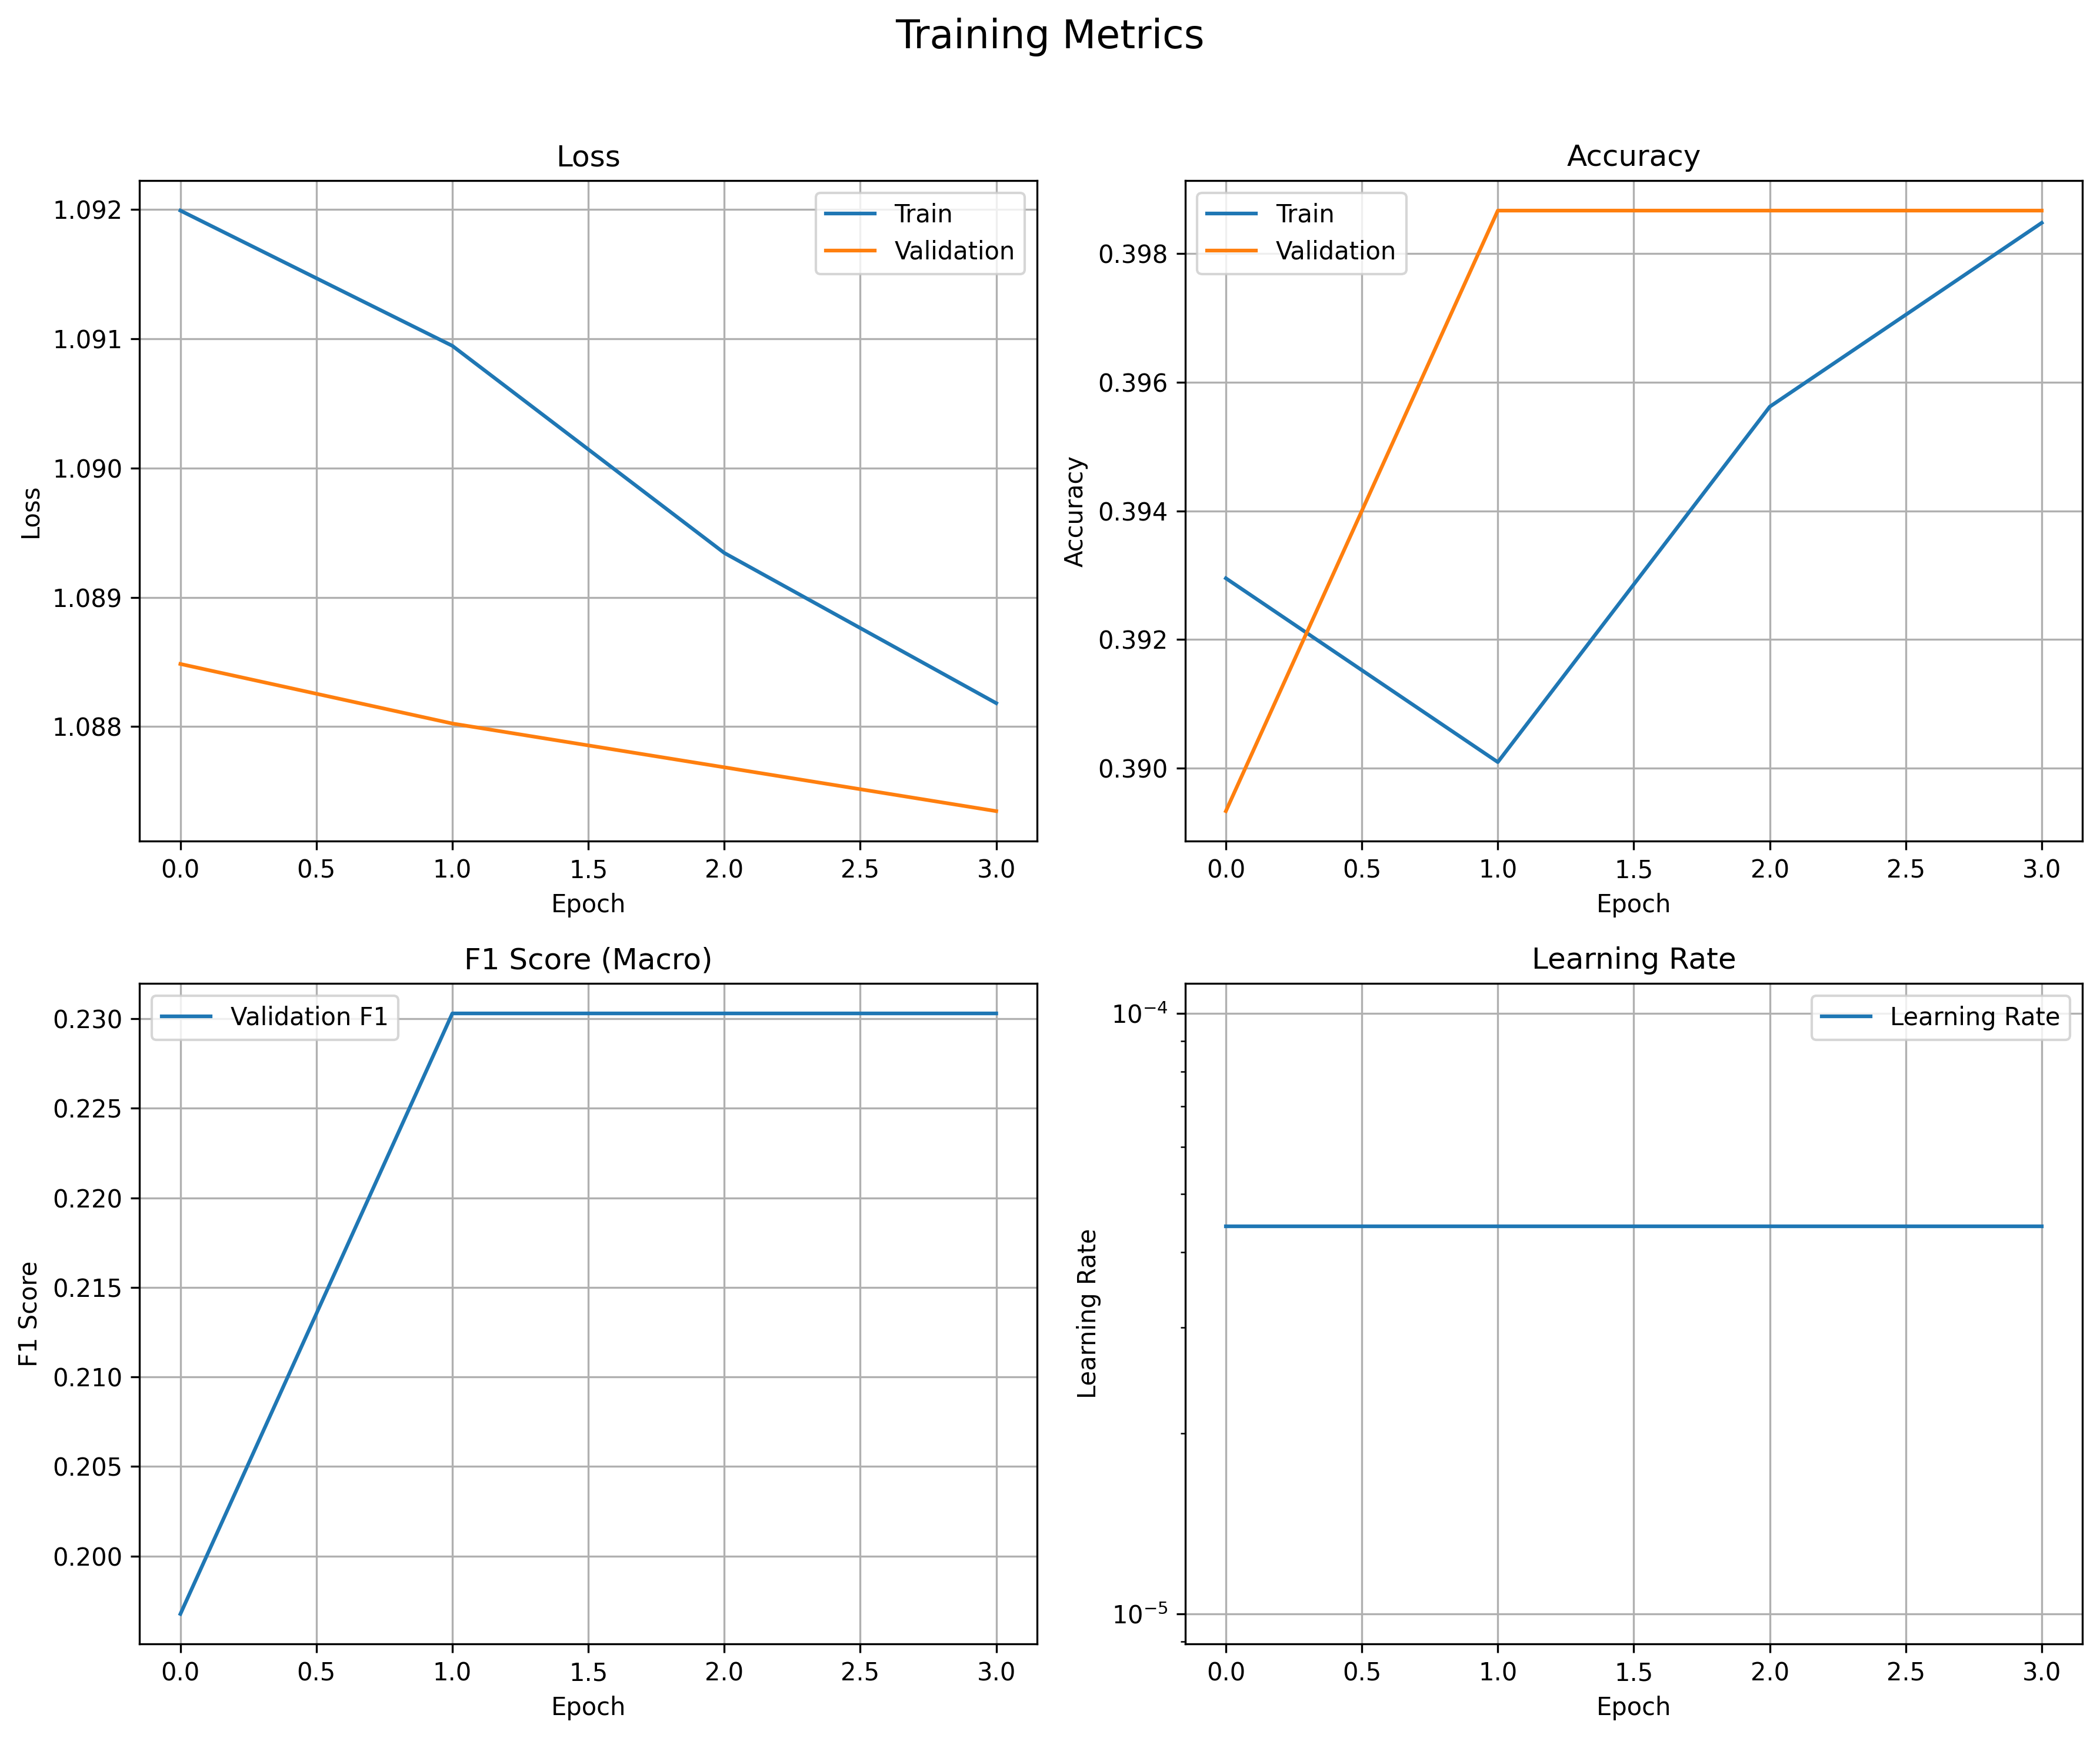 Training Metrics
Loss
Train
Validation
1.092
1.091
1.090
1.089
1.088
Loss
0.0 0.5 1.0 1.5 2.0 2.5 3.0
Epoch
Accuracy
Train
Validation
0.398
0.396
0.394
0.392
0.390
Accuracy
0.0 0.5 1.0 1.5 2.0 2.5 3.0
Epoch
F1 Score (Macro)
Validation F1
0.230
0.225
0.220
0.215
0.210
0.205
0.200
F1 Score
0.0 0.5 1.0 1.5 2.0 2.5 3.0
Epoch
Learning Rate
Learning Rate
10⁻⁴
10⁻⁵
Learning Rate
0.0 0.5 1.0 1.5 2.0 2.5 3.0
Epoch